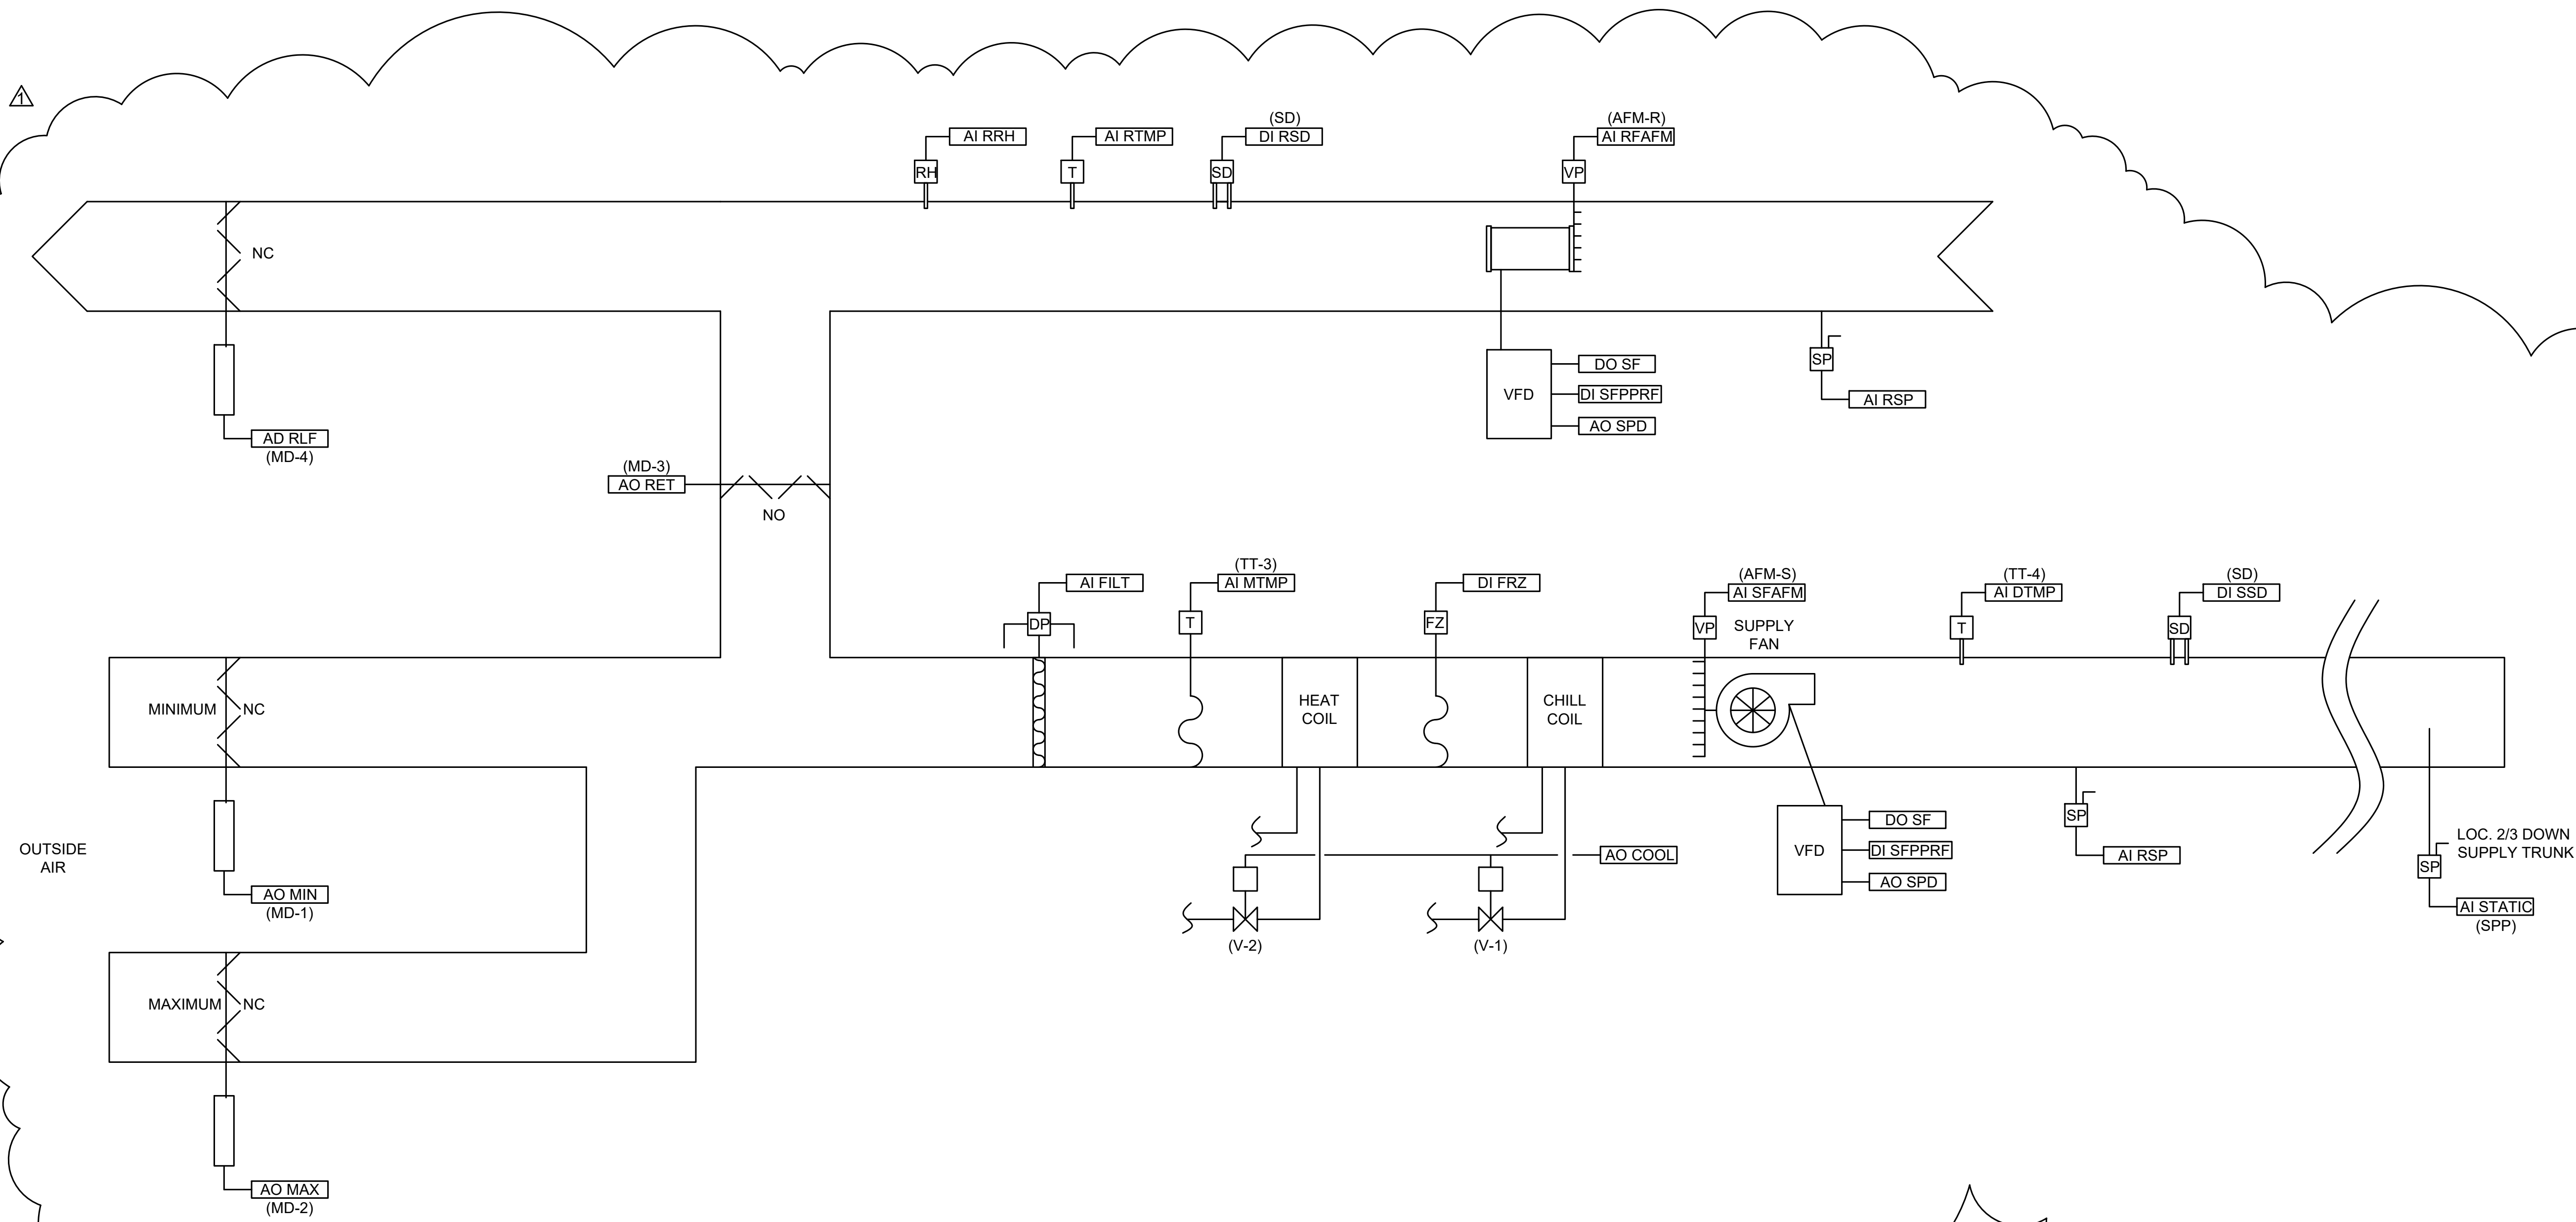 1
(SD)
(AFM-R)
AI RRH
AI RTMP
DI RSD
AI RFAFM
RH
T
SD
VP
NC
VFD
DO SF
DI SFPPRF
AO SPD
SP
AI RSP
AD RLF
(MD-4)
(MD-3)
AO RET
NO
(TT-3)
(AFM-S)
(TT-4)
(SD)
AI FILT
AI MTMP
DI FRZ
AI SFAFM
AI DTMP
DI SSD
DP
T
FZ
VP
SUPPLY
FAN
T
SD
MINIMUM
NC
HEAT
COIL
CHILL
COIL
OUTSIDE
AIR
AO MIN
(MD-1)
AO COOL
(V-2)
(V-1)
VFD
DO SF
DI SFPPRF
AO SPD
SP
AI RSP
LOC. 2/3 DOWN
SUPPLY TRUNK
SP
AI STATIC
(SPP)
MAXIMUM
NC
AO MAX
(MD-2)